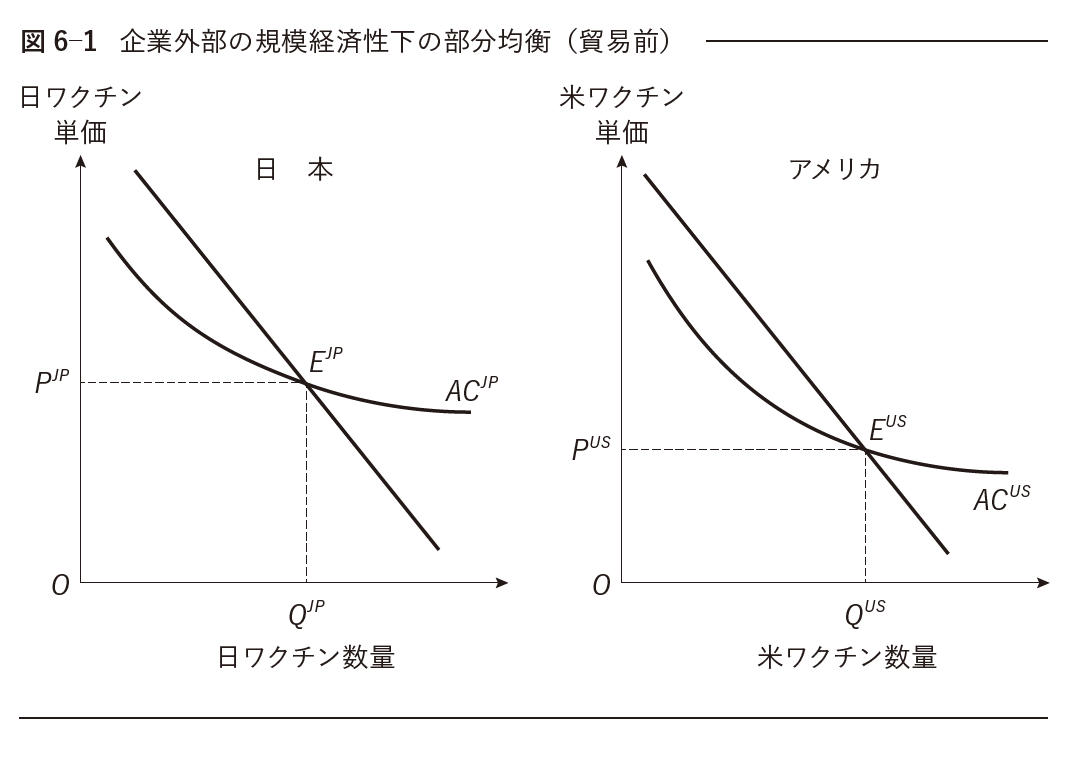 図 6–1 企業外部の規模経済性下の部分均衡（貿易前）
日ワクチン
単価
日 本
E^JP
P^JP
AC^JP
O
Q^JP
日ワクチン数量
米ワクチン
単価
アメリカ
E^US
P^US
AC^US
O
Q^US
米ワクチン数量